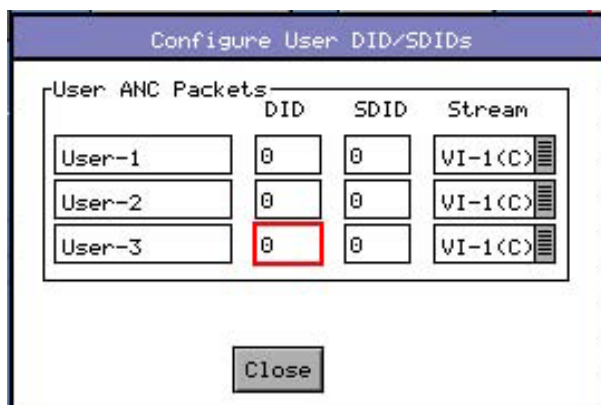 Configure User DID/SDIDs
User ANC Packets
DID SDID Stream
User-1 0 0 VI-1(C)
User-2 0 0 VI-1(C)
User-3 0 0 VI-1(C)
Close